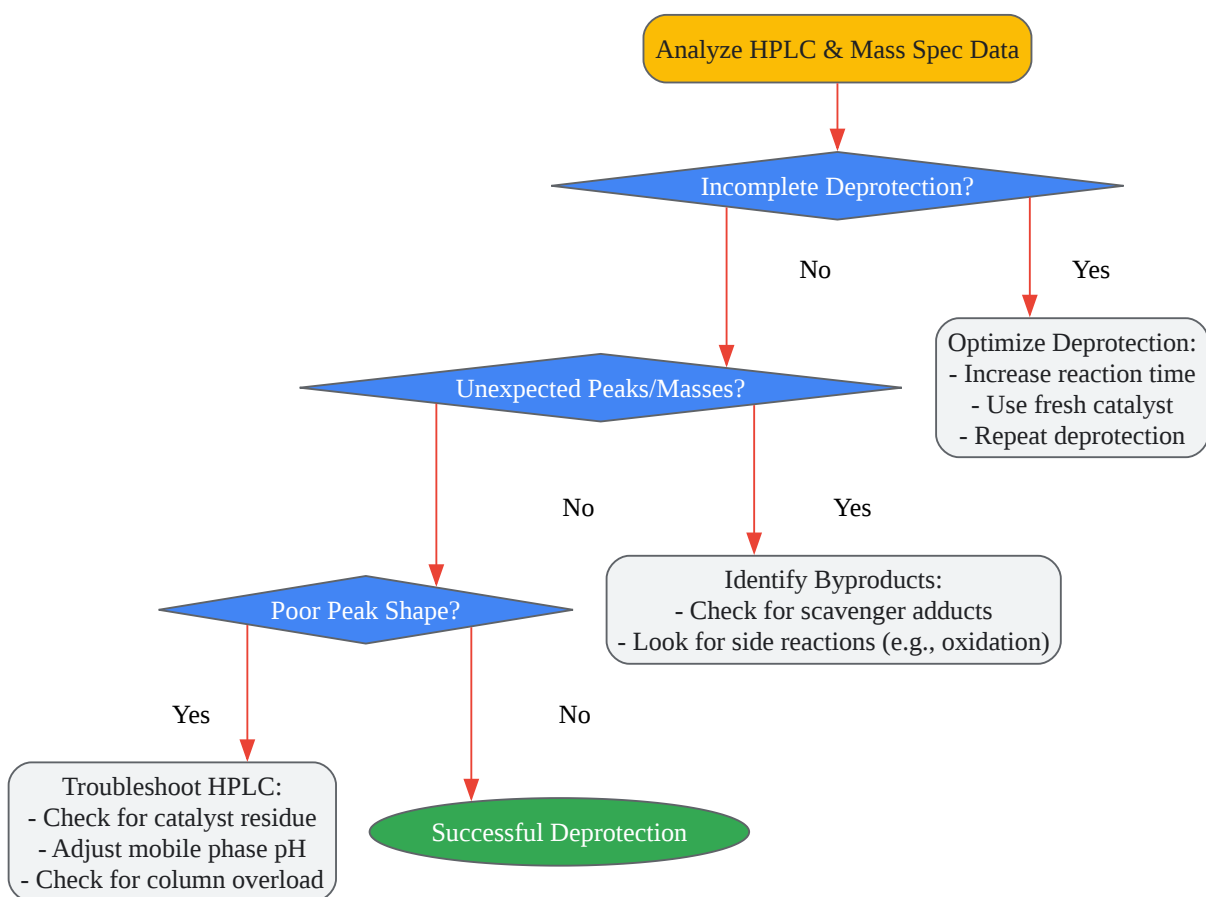 Analyze HPLC & Mass Spec Data
Incomplete Deprotection?
No
Yes
Optimize Deprotection:
- Increase reaction time
- Use fresh catalyst
- Repeat deprotection
Unexpected Peaks/Masses?
No
Yes
Identify Byproducts:
- Check for scavenger adducts
- Look for side reactions (e.g., oxidation)
Poor Peak Shape?
Yes
No
Troubleshoot HPLC:
- Check for catalyst residue
- Adjust mobile phase pH
- Check for column overload
Successful Deprotection